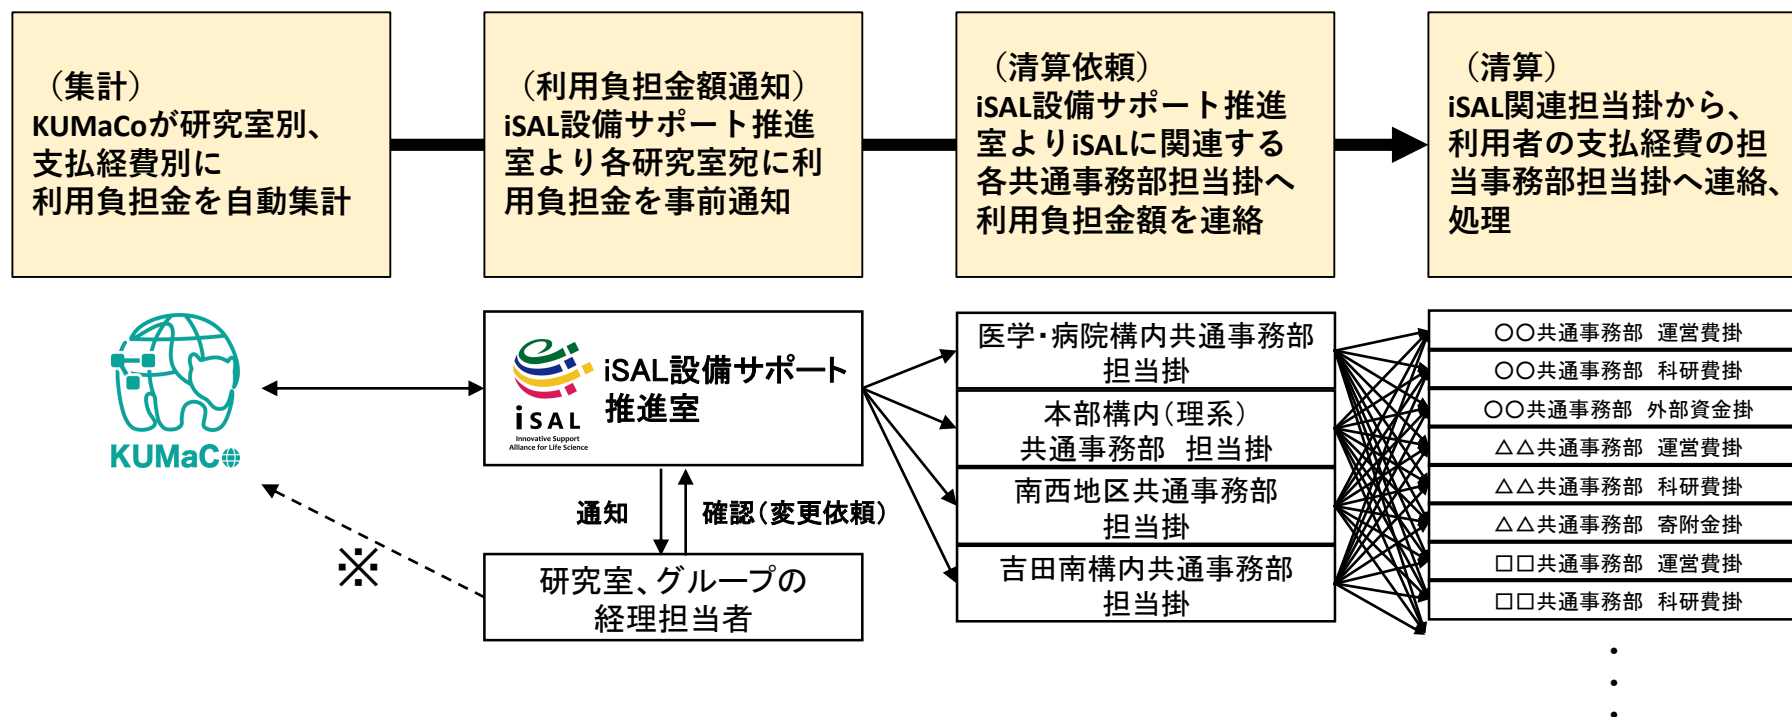 （集計）
KUMaCoが研究室別、
支払経費別に
利用負担金を自動集計
（利用負担金額通知）
iSAL設備サポート推進
室より各研究室宛に利
用負担金を事前通知
（清算依頼）
iSAL設備サポート推進
室よりiSALに関連する
各共通事務部担当掛へ
利用負担金額を連絡
（清算）
iSAL関連担当掛から、
利用者の支払経費の担
当事務部担当掛へ連絡、
処理
KUMaCo
iSAL
Innovative Support
Alliance for Life Science
iSAL設備サポート
推進室
通知
確認（変更依頼）
※
研究室、グループの
経理担当者
医学・病院構内共通事務部
担当掛
本部構内（理系）
共通事務部 担当掛
南西地区共通事務部
担当掛
吉田南構内共通事務部
担当掛
〇〇共通事務部 運営費掛
〇〇共通事務部 科研費掛
〇〇共通事務部 外部資金掛
△△共通事務部 運営費掛
△△共通事務部 科研費掛
△△共通事務部 寄附金掛
□□共通事務部 運営費掛
□□共通事務部 科研費掛
・
・
・